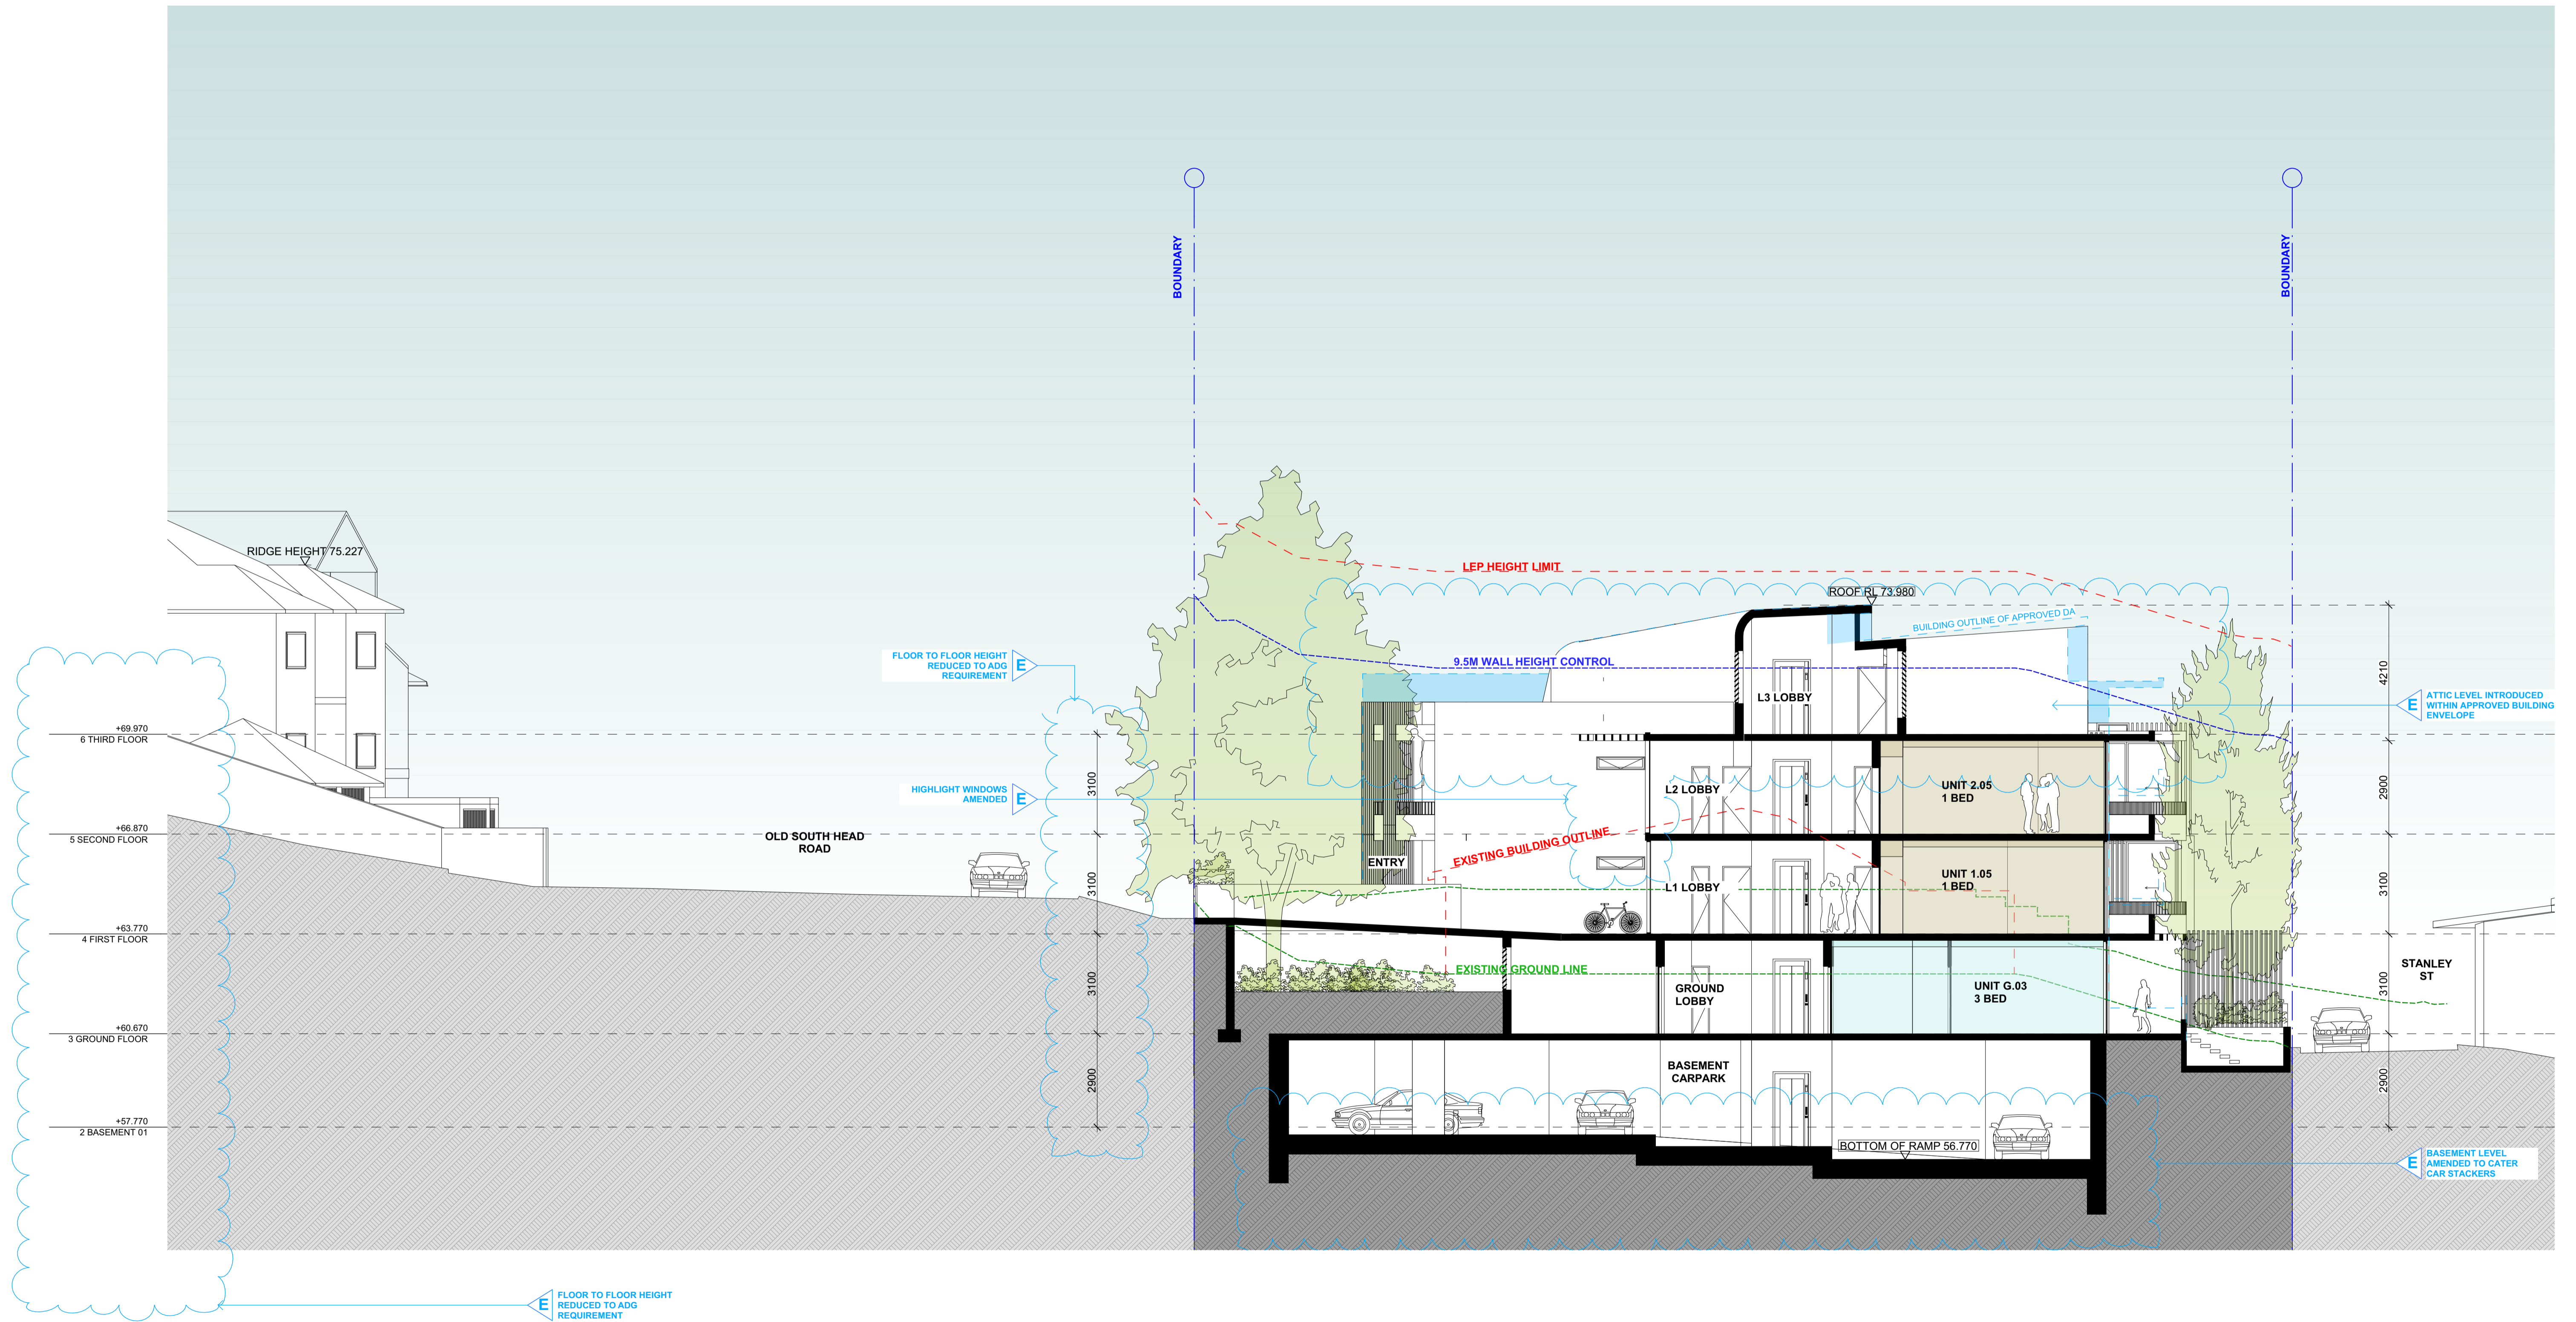 BOUNDARY
BOUNDARY
RIDGE HEIGHT 75.227
LEP HEIGHT LIMIT
ROOF RL 73.980
BUILDING OUTLINE OF APPROVED DA
9.5M WALL HEIGHT CONTROL
FLOOR TO FLOOR HEIGHT
REDUCED TO ADG
REQUIREMENT
E
L3 LOBBY
4210
E
ATTIC LEVEL INTRODUCED
WITHIN APPROVED BUILDING
ENVELOPE
+69.970
6 THIRD FLOOR
HIGHLIGHT WINDOWS
AMENDED
E
3100
L2 LOBBY
UNIT 2.05
1 BED
2900
+66.870
5 SECOND FLOOR
OLD SOUTH HEAD
ROAD
ENTRY
EXISTING BUILDING OUTLINE
3100
L1 LOBBY
UNIT 1.05
1 BED
3100
+63.770
4 FIRST FLOOR
EXISTING GROUND LINE
3100
GROUND
LOBBY
UNIT G.03
3 BED
3100
STANLEY
ST
+60.670
3 GROUND FLOOR
2900
BASEMENT
CARPARK
2900
+57.770
2 BASEMENT 01
BOTTOM OF RAMP 56.770
E
BASEMENT LEVEL
AMENDED TO CATER
CAR STACKERS
E
FLOOR TO FLOOR HEIGHT
REDUCED TO ADG
REQUIREMENT